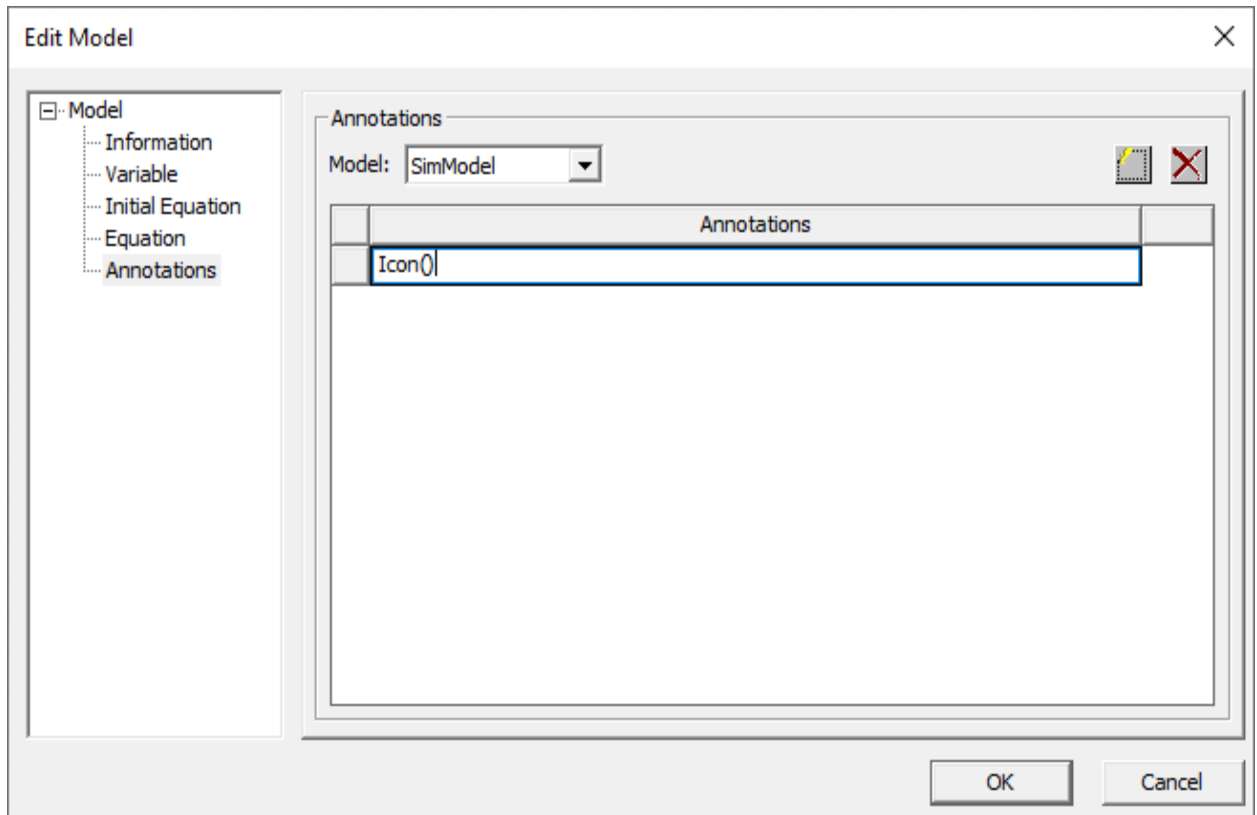 Edit Model
Model
Information
Variable
Initial Equation
Equation
Annotations
Annotations
Model: SimModel
Annotations
Icon()
OK Cancel